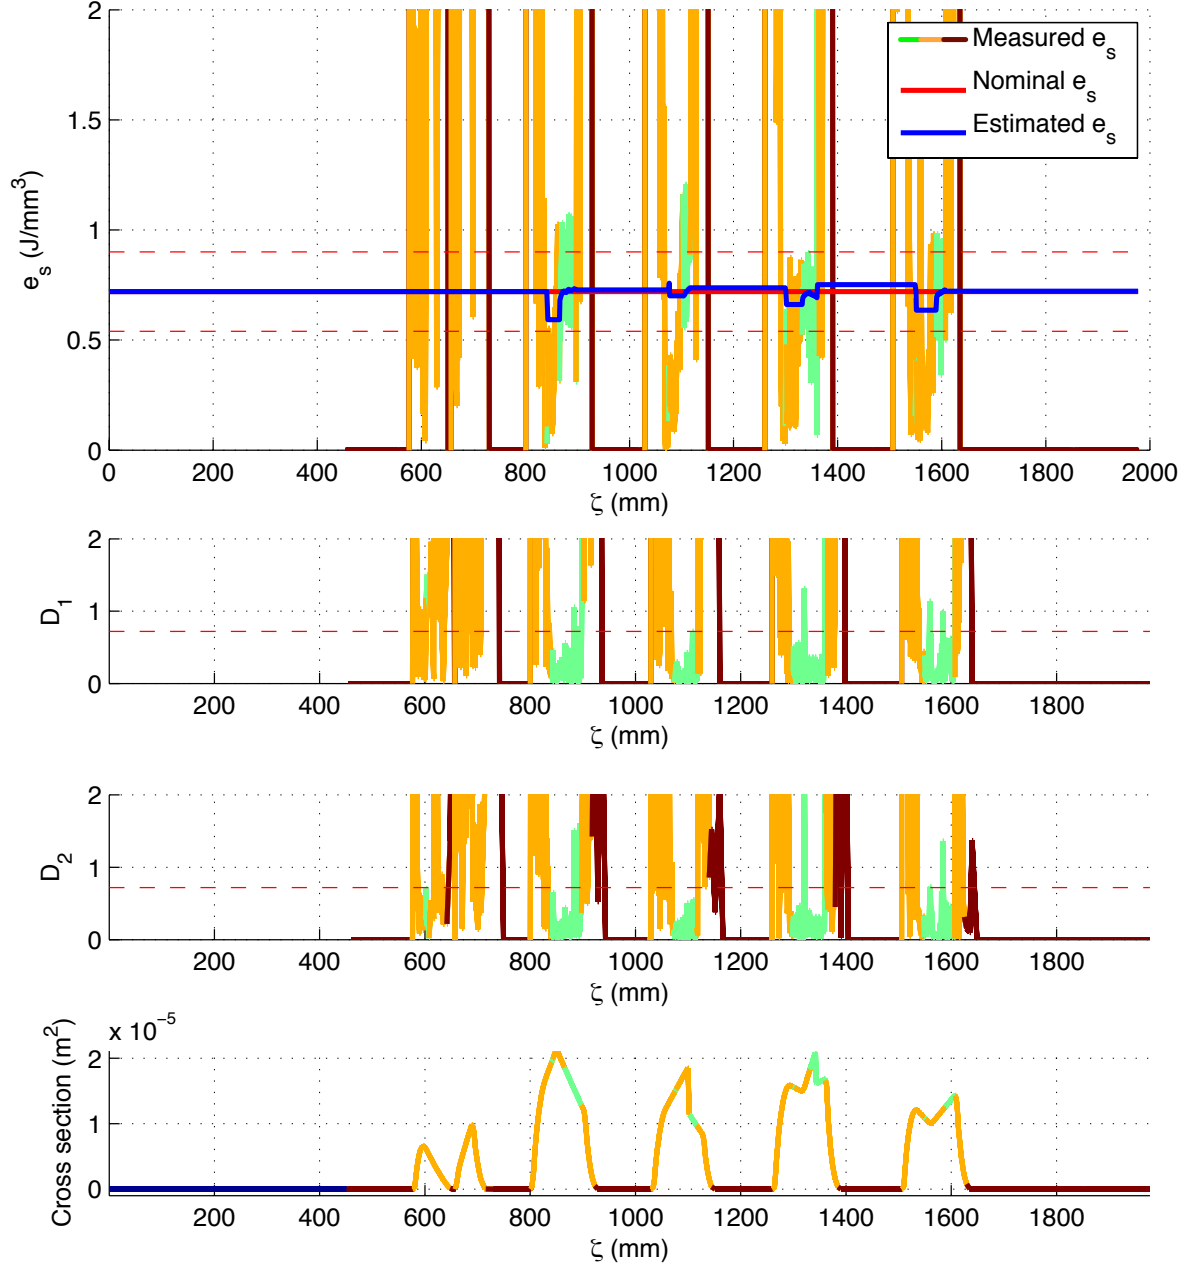 2
1.5
1
0.5
0
e_s (J/mm^3)
Measured e_s
Nominal e_s
Estimated e_s
0 200 400 600 800 1000 1200 1400 1600 1800 2000
ζ (mm)
2
1
0
D_1
200 400 600 800 1000 1200 1400 1600 1800
ζ (mm)
2
1
0
D_2
200 400 600 800 1000 1200 1400 1600 1800
ζ (mm)
x 10^−5
2
1
0
Cross section (m^2)
200 400 600 800 1000 1200 1400 1600 1800
ζ (mm)